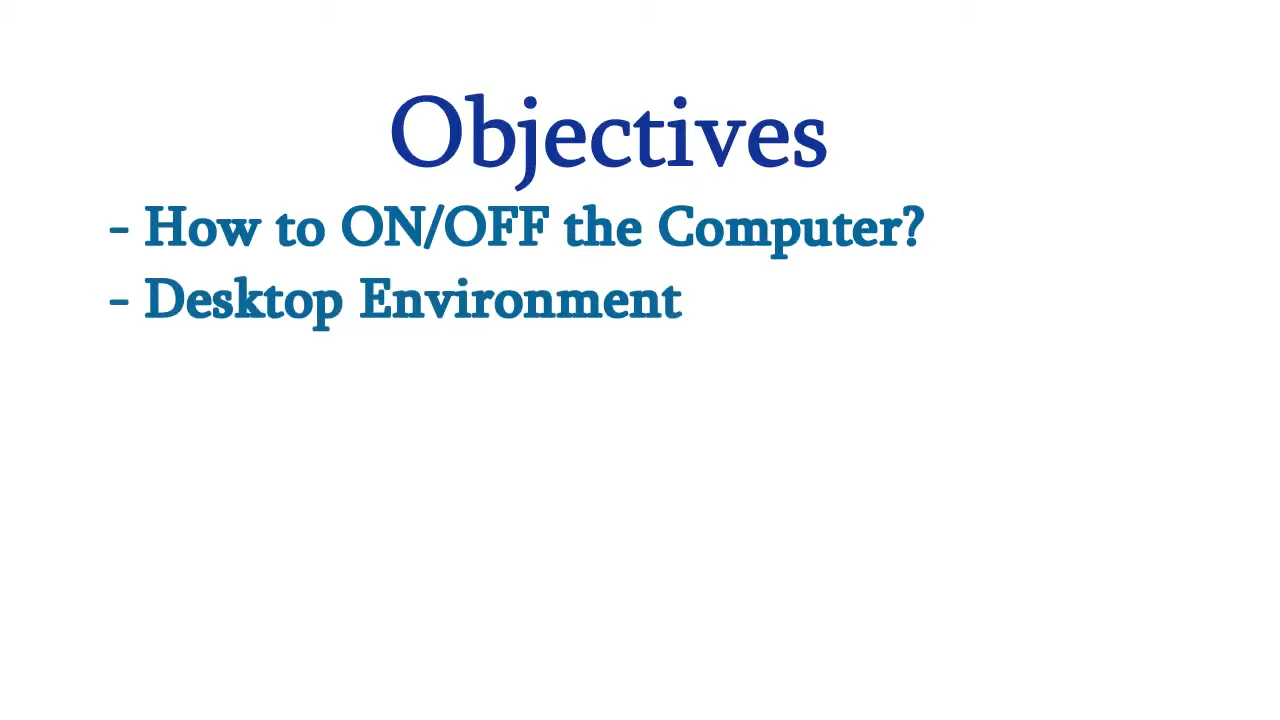 Objectives
- How to ON/OFF the Computer?
- Desktop Environment